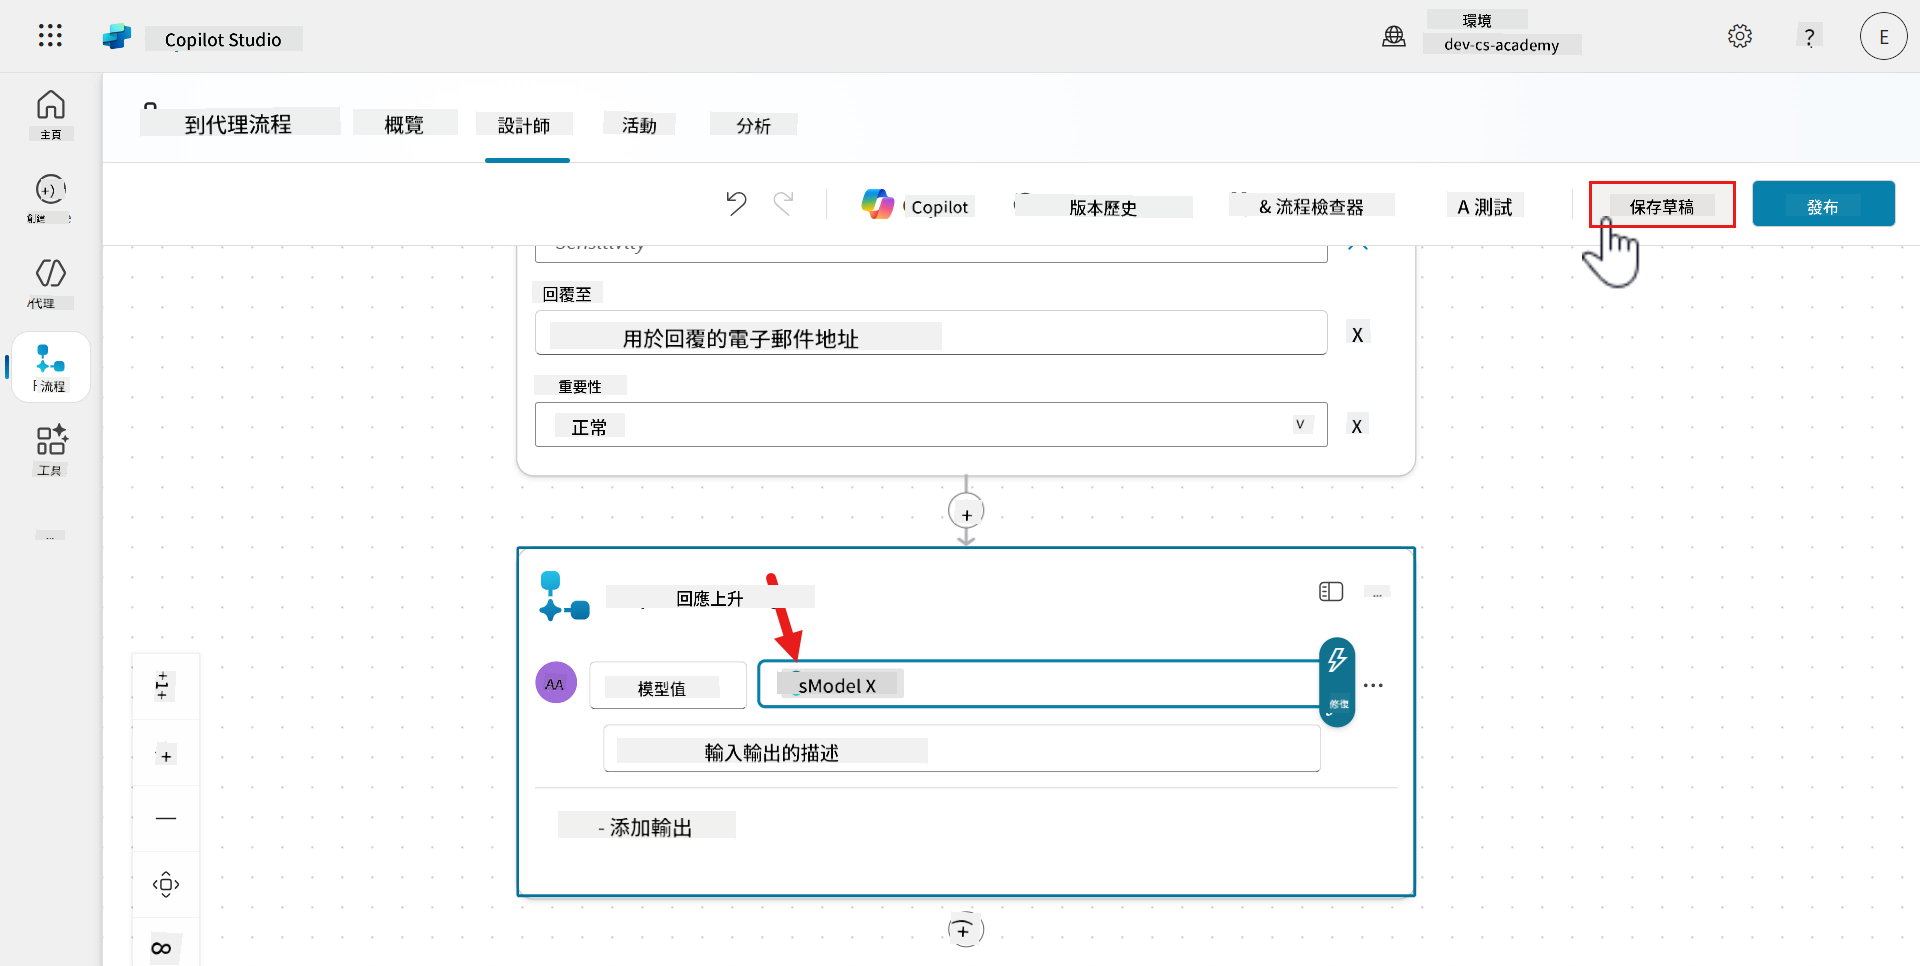 Copilot Studio
環境
dev-cs-academy
?
E
主頁
到代理流程
概覽
設計師
活動
分析
創建
Copilot
版本歷史
& 流程檢查器
A 測試
保存草稿
發布
代理
回覆至
用於回覆的電子郵件地址
X
流程
重要性
正常
V
X
工具
...
+
回應上升
...
AA
模型值
sModel X
修復
...
輸入輸出的描述
+
- 添加輸出
+